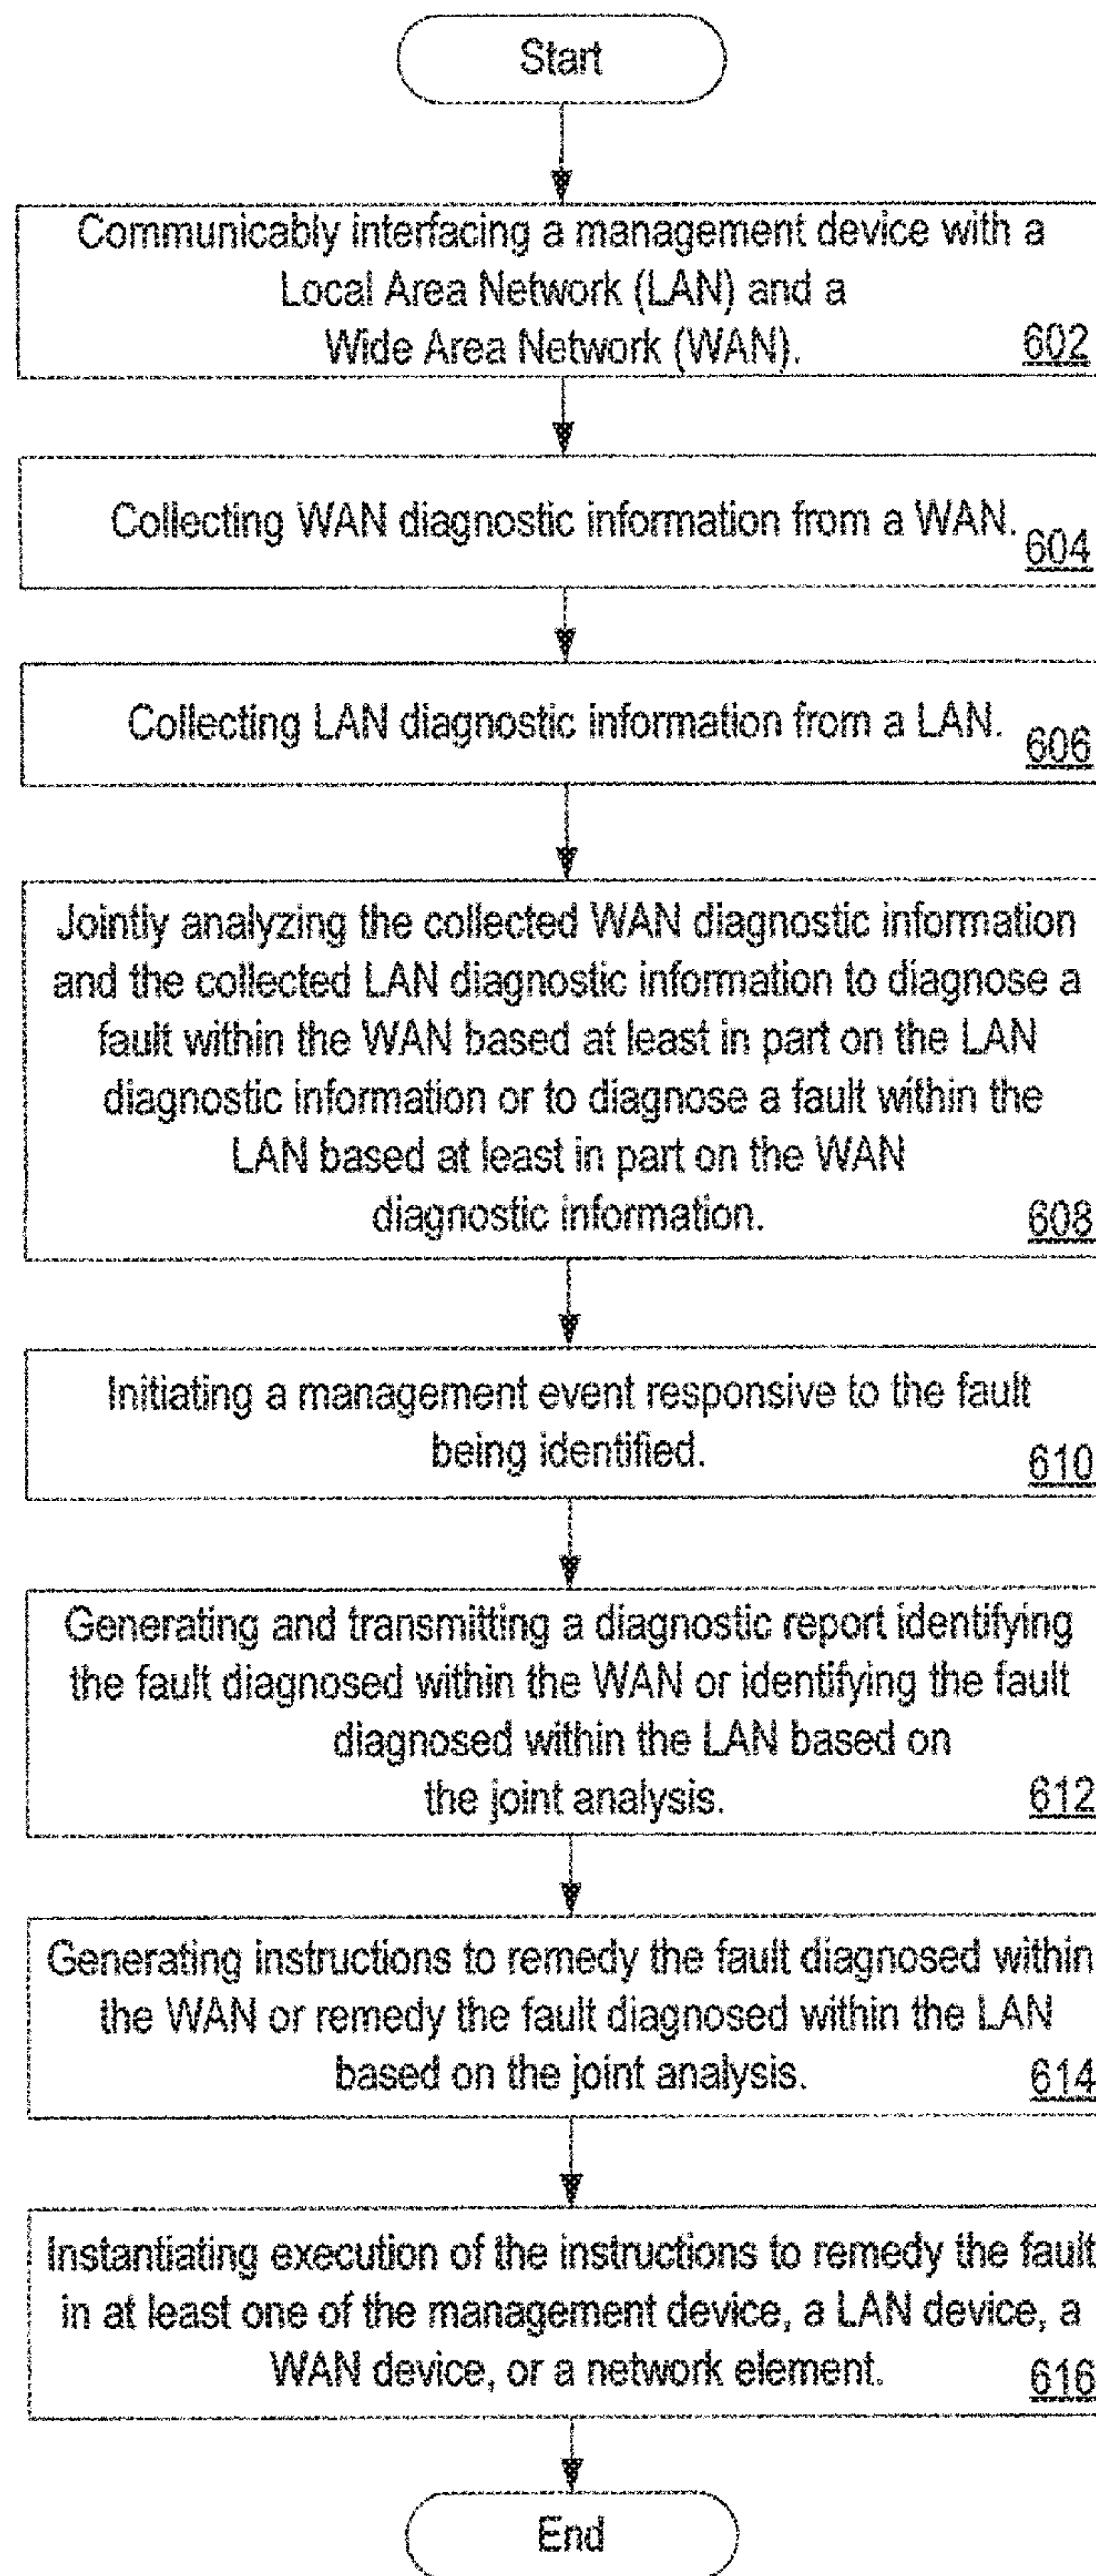 Start
Communicably interfacing a management device with a
Local Area Network (LAN) and a
Wide Area Network (WAN).
602
Collecting WAN diagnostic information from a WAN.
604
Collecting LAN diagnostic information from a LAN.
606
Jointly analyzing the collected WAN diagnostic information
and the collected LAN diagnostic information to diagnose a
fault within the WAN based at least in part on the LAN
diagnostic information or to diagnose a fault within the
LAN based at least in part on the WAN
diagnostic information.
608
Initiating a management event responsive to the fault
being identified.
610
Generating and transmitting a diagnostic report identifying
the fault diagnosed within the WAN or identifying the fault
diagnosed within the LAN based on
the joint analysis.
612
Generating instructions to remedy the fault diagnosed within
the WAN or remedy the fault diagnosed within the LAN
based on the joint analysis.
614
Instantiating execution of the instructions to remedy the fault
in at least one of the management device, a LAN device, a
WAN device, or a network element.
616
End